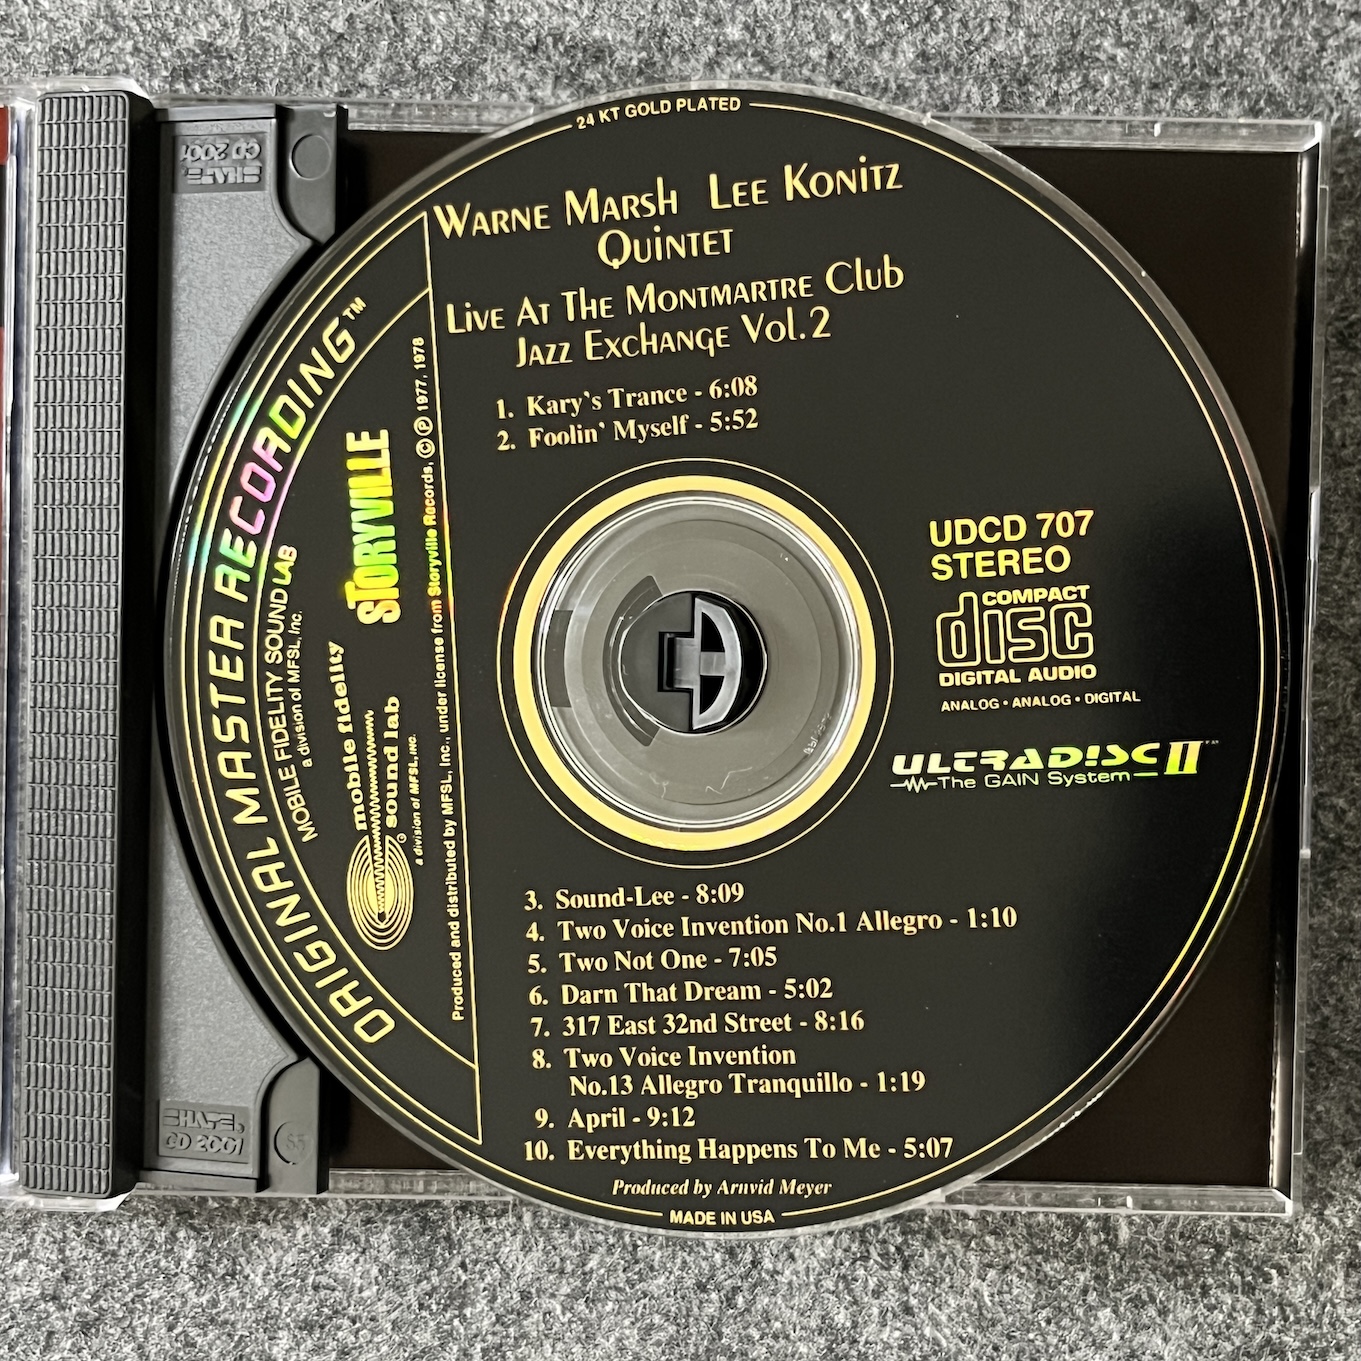 24 KT GOLD PLATED
WARNE MARSH LEE KONITZ
QUINTET
LIVE AT THE MONTMARTRE CLUB
JAZZ EXCHANGE VOL.2
1. Kary's Trance - 6:08
2. Foolin' Myself - 5:52
UDCD 707
STEREO
COMPACT
disc
DIGITAL AUDIO
ANALOG • ANALOG • DIGITAL
ULTRADISC II
The GAIN System
3. Sound-Lee - 8:09
4. Two Voice Invention No.1 Allegro - 1:10
5. Two Not One - 7:05
6. Darn That Dream - 5:02
7. 317 East 32nd Street - 8:16
8. Two Voice Invention
No.13 Allegro Tranquillo - 1:19
9. April - 9:12
10. Everything Happens To Me - 5:07
Produced by Arnvid Meyer
MADE IN USA
ORIGINAL MASTER RECORDING™
MOBILE FIDELITY SOUND LAB
a division of MFSL, Inc.
STORYVILLE
mobile fidelity
sound lab
a division of MFSL, INC.
Produced and distributed by MFSL, Inc., under license from Storyville Records, © ℗ 1977, 1978
SHAPE
CD 2001
SHAPE
CD 2001